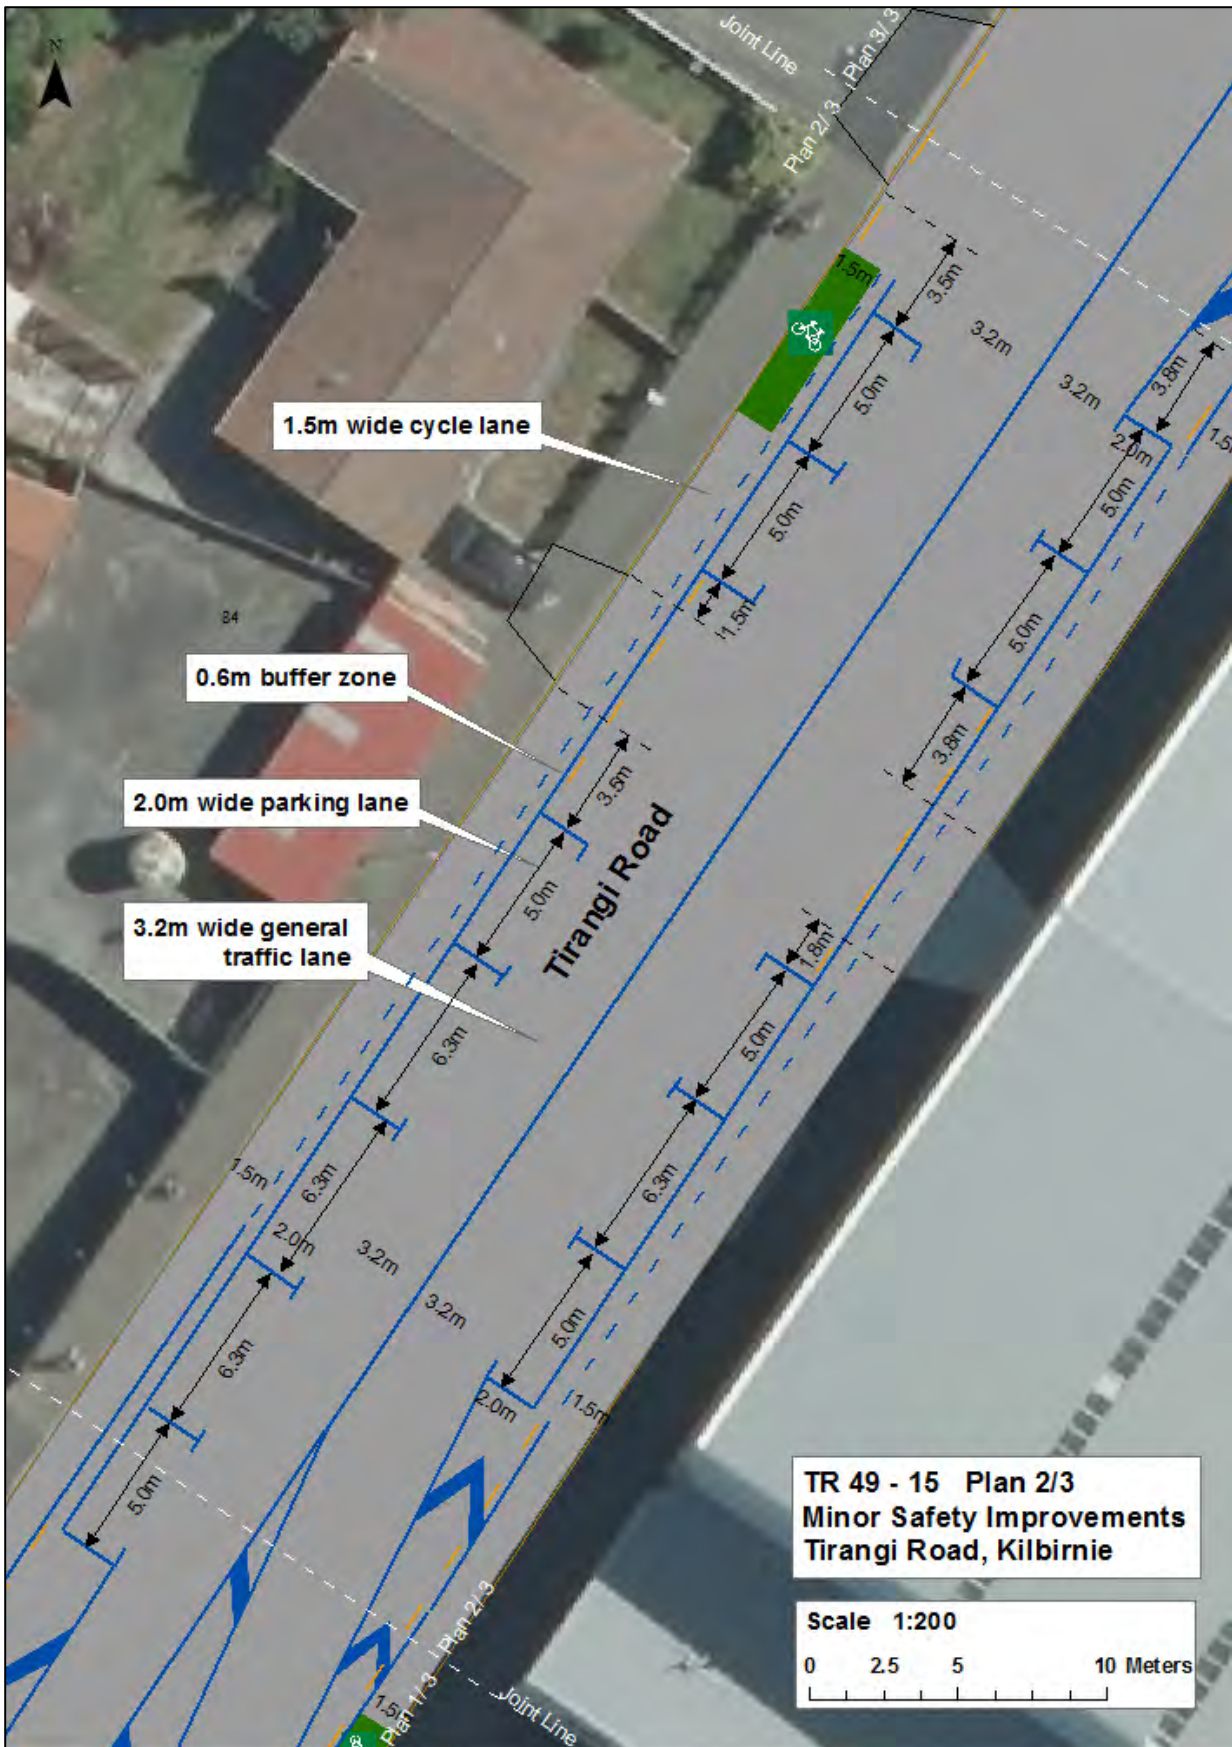 N
Joint Line
Plan 3/ 3
Plan 2/ 3
1.5m
3.5m
3.2m
3.8m
3.2m
5.0m
2.0m
1.5
1.5m wide cycle lane
5.0m
5.0m
1.5m
5.0m
84
0.6m buffer zone
3.5m
3.8m
2.0m wide parking lane
Tirangi Road
5.0m
3.2m wide general
traffic lane
1.8m
6.3m
5.0m
1.5m
6.3m
6.3m
2.0m
3.2m
3.2m
5.0m
6.3m
2.0m
1.5m
5.0m
TR 49 - 15 Plan 2/3
Minor Safety Improvements
Tirangi Road, Kilbirnie
Scale 1:200
0 2.5 5 10 Meters
Plan 2/ 3
Plan 1/ 3
Joint Line
1.5m